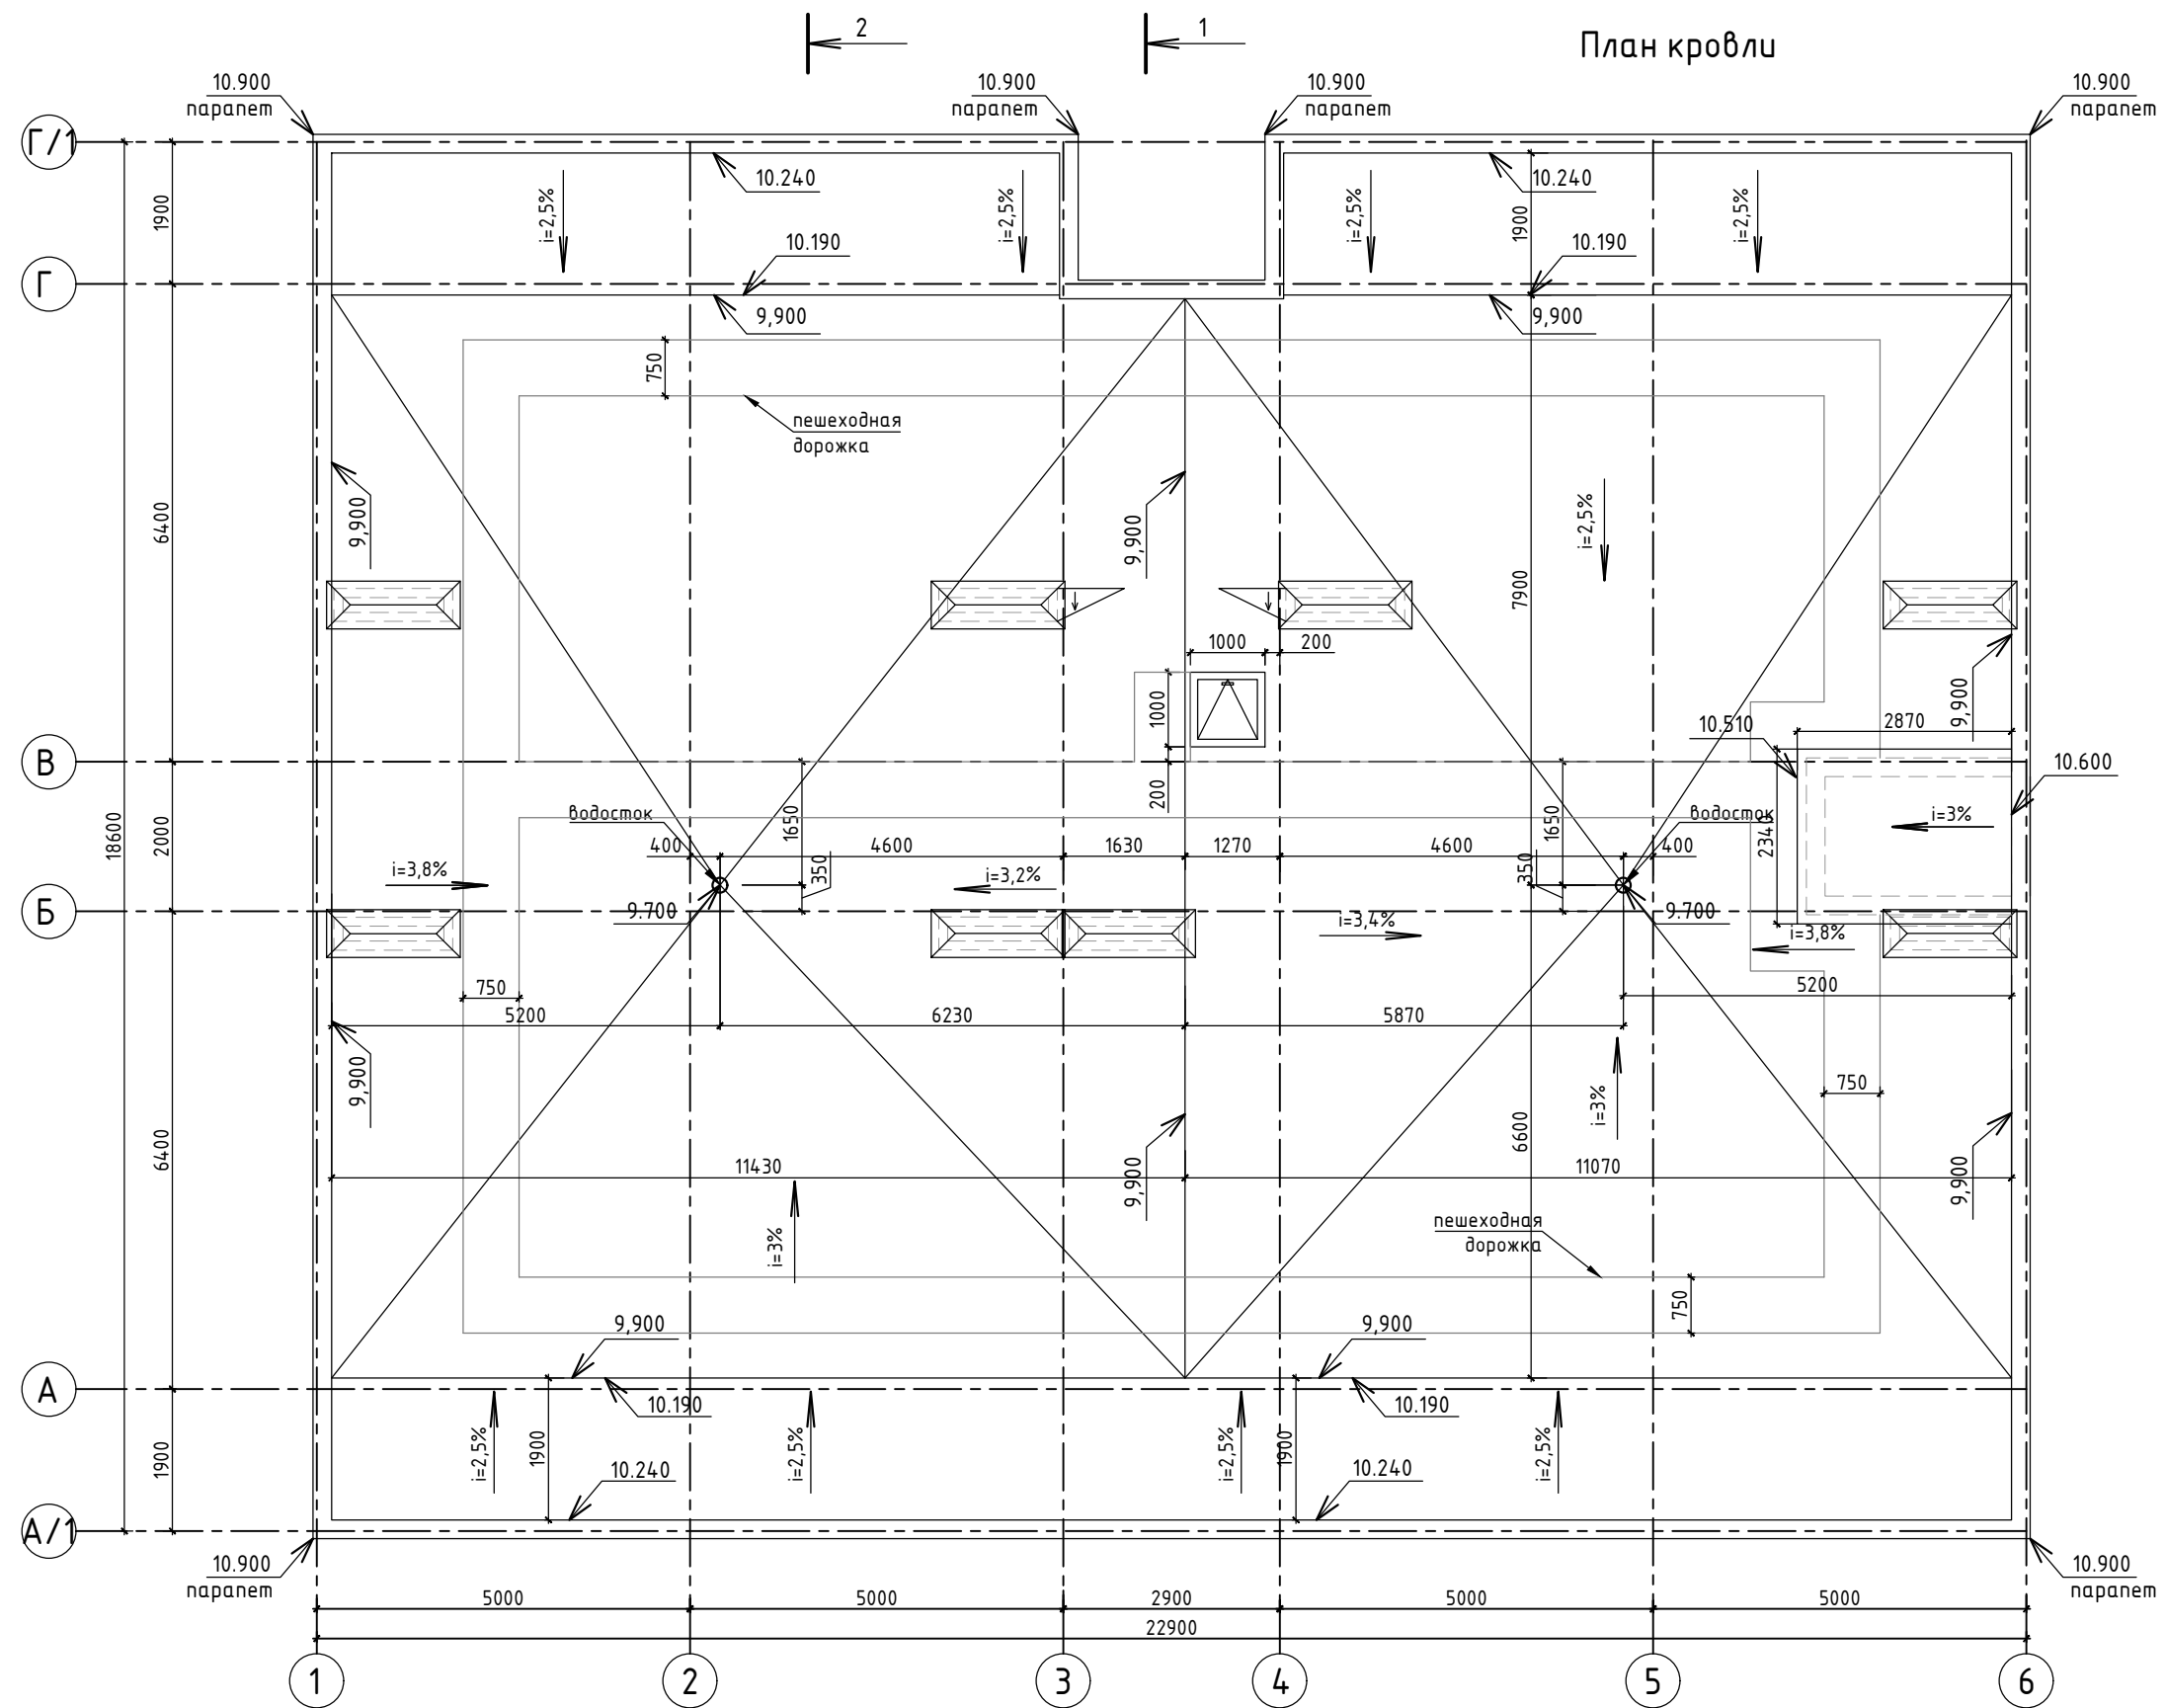 2
1
План кровли
10.900
парапет
10.900
парапет
10.900
парапет
10.900
парапет
Г/1
10.240
10.240
i=2,5%
i=2,5%
i=2,5%
i=2,5%
1900
1900
10.190
10.190
Г
9,900
9,900
750
пешеходная
дорожка
9,900
9,900
i=2,5%
6400
7900
1000
200
1000
9,900
10.510
2870
В
10.600
200
водосток
1650
1650
водосток
18600
2000
234
i=3%
400
4600
1630
1270
4600
400
350
350
i=3,8%
i=3,2%
Б
9.700
9.700
i=3,4%
i=3,8%
750
5200
5200
6230
5870
9,900
750
i=3%
6400
6600
11430
11070
9,900
9,900
i=3%
пешеходная
дорожка
750
9,900
9,900
А
10.190
10.190
1900
i=2,5%
1900
i=2,5%
i=2,5%
1900
i=2,5%
10.240
10.240
А/1
10.900
парапет
10.900
парапет
5000
5000
2900
5000
5000
22900
1
2
3
4
5
6